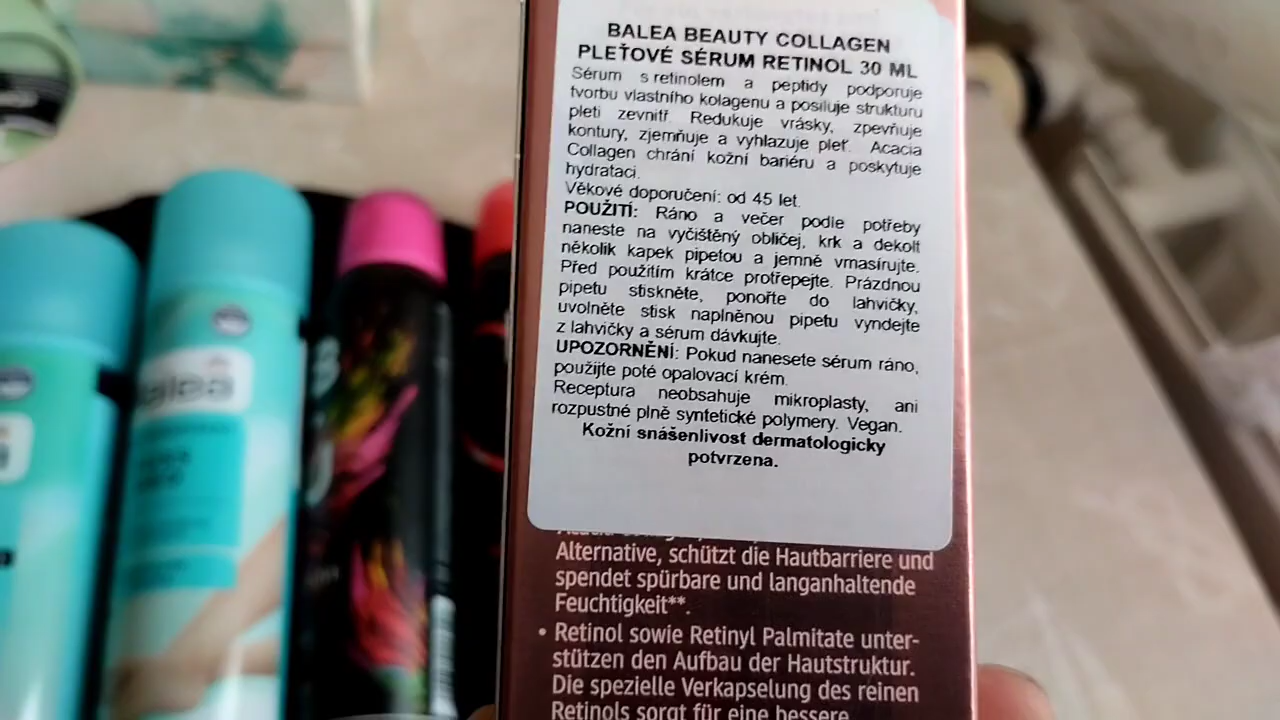 BALEA BEAUTY COLLAGEN
PLEŤOVÉ SÉRUM RETINOL 30 ML
Sérum s retinolem a peptidy podporuje
tvorbu vlastního kolagenu a posiluje strukturu
pleti zevnitř. Redukuje vrásky, zpevňuje
kontury, zjemňuje a vyhlazuje pleť. Acacia
Collagen chrání kožní bariéru a poskytuje
hydrataci.
Věkové doporučení: od 45 let.
POUŽITÍ: Ráno a večer podle potřeby
naneste na vyčištěný obličej, krk a dekolt
několik kapek pipetou a jemně vmasírujte.
Před použitím krátce protřepejte. Prázdnou
pipetu stiskněte, ponořte do lahvičky,
uvolněte stisk naplněnou pipetu vyndejte
z lahvičky a sérum dávkujte.
UPOZORNĚNÍ: Pokud nanesete sérum ráno,
použijte poté opalovací krém.
Receptura neobsahuje mikroplasty, ani
rozpustné plně syntetické polymery. Vegan.
Kožní snášenlivost dermatologicky
potvrzena.
Alternative, schützt die Hautbarriere und
spendet spürbare und langanhaltende
Feuchtigkeit**.
• Retinol sowie Retinyl Palmitate unter-
stützen den Aufbau der Hautstruktur.
Die spezielle Verkapselung des reinen
Retinols sorgt für eine bessere
Balea